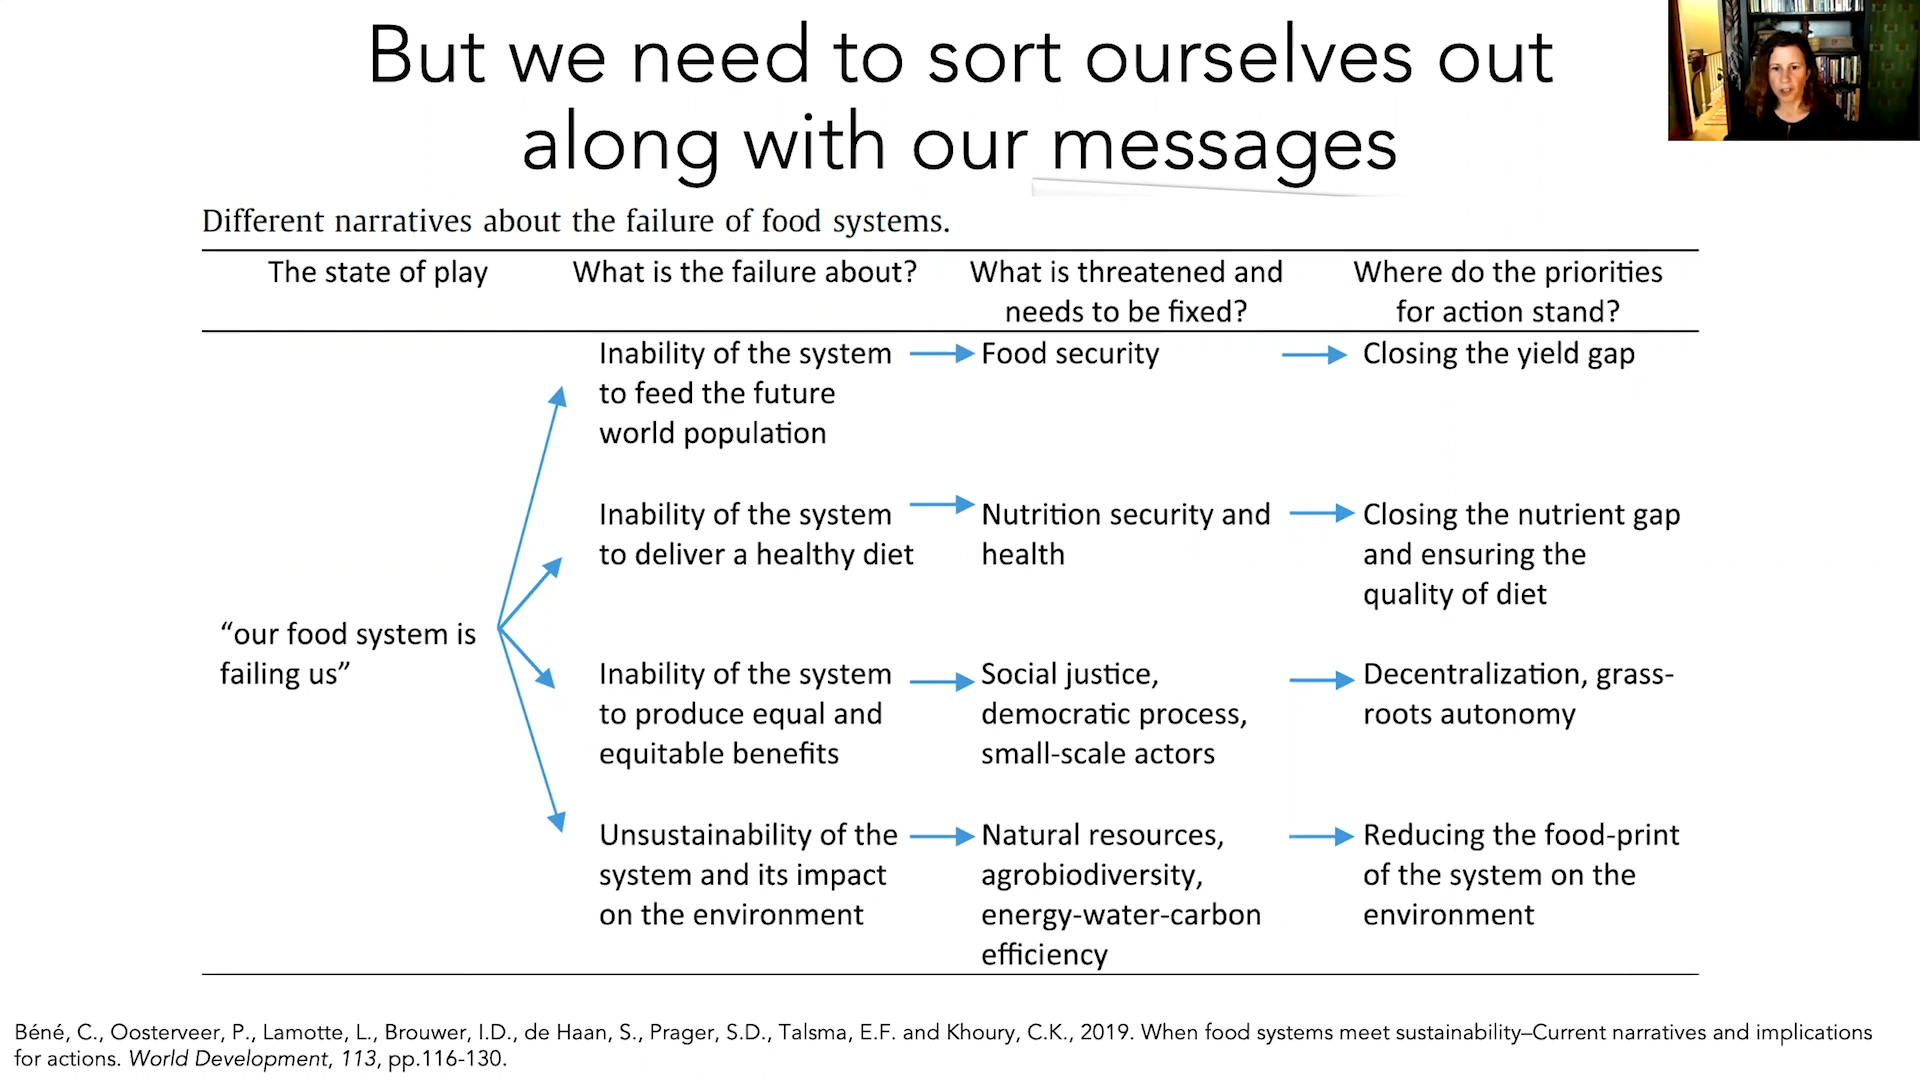 But we need to sort ourselves out
along with our messages
Different narratives about the failure of food systems.
The state of play
What is the failure about?
What is threatened and
needs to be fixed?
Where do the priorities
for action stand?
“our food system is
failing us”
Inability of the system
to feed the future
world population
Food security
Closing the yield gap
Inability of the system
to deliver a healthy diet
Nutrition security and
health
Closing the nutrient gap
and ensuring the
quality of diet
Inability of the system
to produce equal and
equitable benefits
Social justice,
democratic process,
small-scale actors
Decentralization, grass-
roots autonomy
Unsustainability of the
system and its impact
on the environment
Natural resources,
agrobiodiversity,
energy-water-carbon
efficiency
Reducing the food-print
of the system on the
environment
Béné, C., Oosterveer, P., Lamotte, L., Brouwer, I.D., de Haan, S., Prager, S.D., Talsma, E.F. and Khoury, C.K., 2019. When food systems meet sustainability–Current narratives and implications
for actions. World Development, 113, pp.116-130.